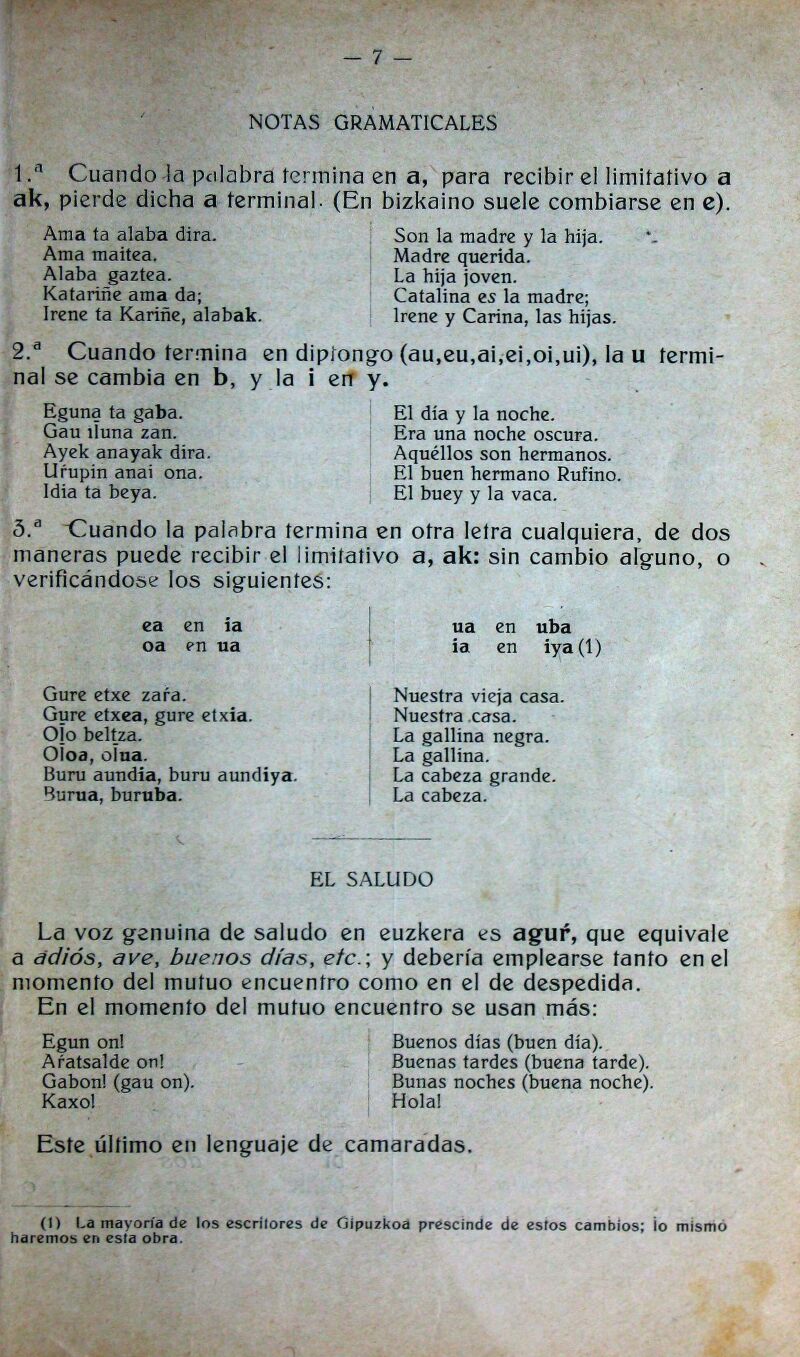 — 7 —
NOTAS GRAMATICALES
1.ª Cuando la palabra termina en a, para recibir el limitativo a
ak, pierde dicha a terminal. (En bizkaino suele combiarse en e).
Ama ta alaba dira. Son la madre y la hija.
Ama maitea. Madre querida.
Alaba gaztea. La hija joven.
Katariñe ama da; Catalina es la madre;
Irene ta Kariñe, alabak. Irene y Carina, las hijas.
2.ª Cuando termina en diptongo (au,eu,ai,ei,oi,ui), la u termi-
nal se cambia en b, y la i en y.
Eguna ta gaba. El día y la noche.
Gau iluna zan. Era una noche oscura.
Ayek anayak dira. Aquéllos son hermanos.
Uŕupin anai ona. El buen hermano Rufino.
Idia ta beya. El buey y la vaca.
3.ª Cuando la palabra termina en otra letra cualquiera, de dos
maneras puede recibir el limitativo a, ak: sin cambio alguno, o
verificándose los siguientes:
ea en ia ua en uba
oa en ua ia en iya (1)
Gure etxe zaŕa. Nuestra vieja casa.
Gure etxea, gure etxia. Nuestra casa.
Oĺo beltza. La gallina negra.
Oĺoa, oĺua. La gallina.
Buru aundia, buru aundiya. La cabeza grande.
Burua, buruba. La cabeza.
EL SALUDO
La voz genuina de saludo en euzkera es aguŕ, que equivale
a adiós, ave, buenos días, etc.; y debería emplearse tanto en el
momento del mutuo encuentro como en el de despedida.
En el momento del mutuo encuentro se usan más:
Egun on! Buenos días (buen día).
Aŕatsalde on! Buenas tardes (buena tarde).
Gabon! (gau on). Bunas noches (buena noche).
Kaxo! Hola!
Este último en lenguaje de camaradas.
(1) La mayoría de los escritores de Gipuzkoa prescinde de estos cambios; lo mismo
haremos en esta obra.